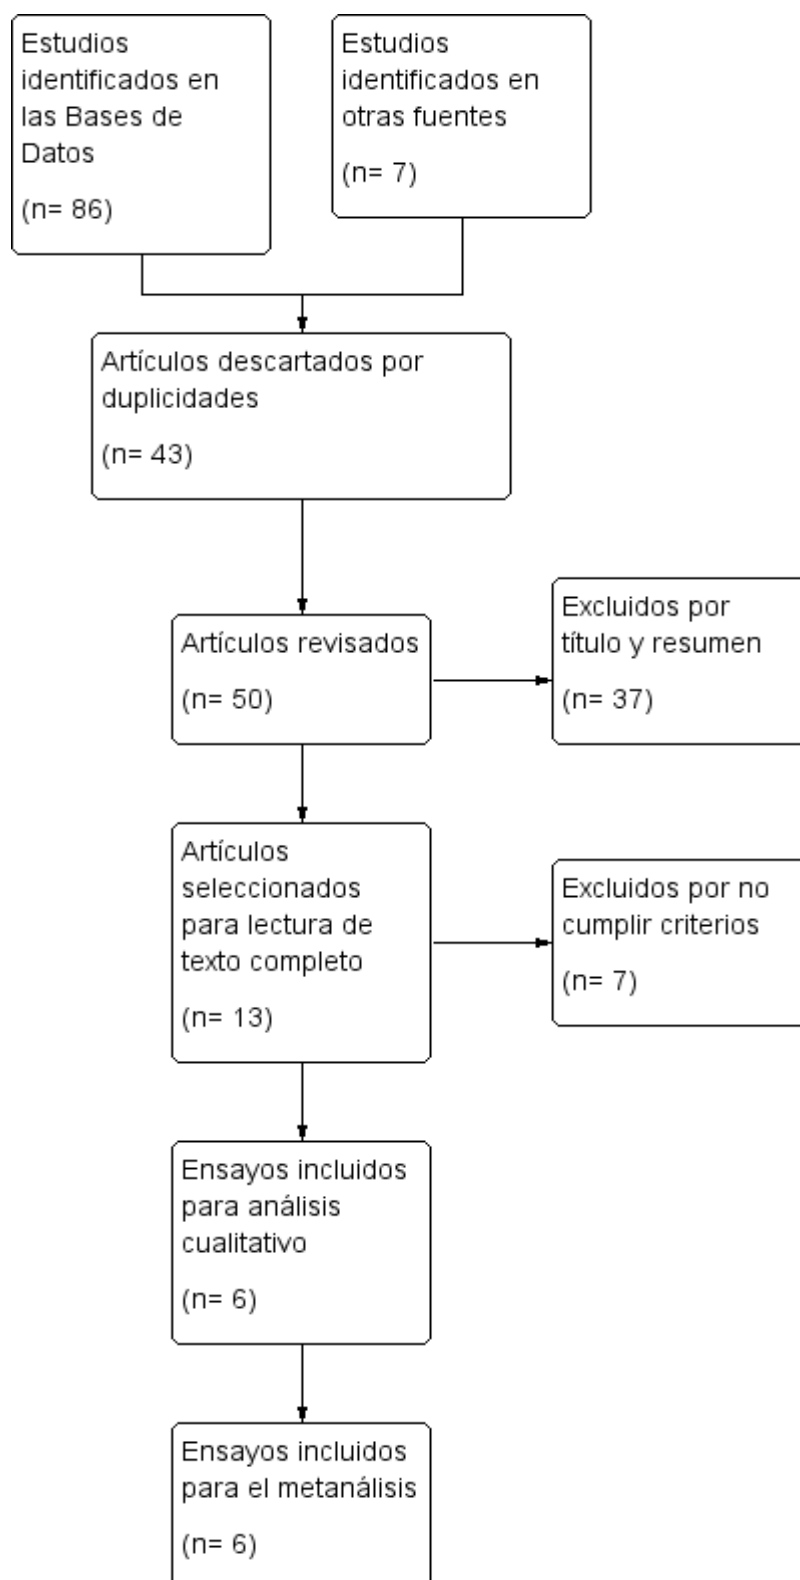 Estudios
identificados en
las Bases de
Datos
(n= 86)
Estudios
identificados en
otras fuentes
(n= 7)
Artículos descartados por
duplicidades
(n= 43)
Artículos revisados
(n= 50)
Excluidos por
título y resumen
(n= 37)
Artículos
seleccionados
para lectura de
texto completo
(n= 13)
Excluidos por no
cumplir criterios
(n= 7)
Ensayos incluidos
para análisis
cualitativo
(n= 6)
Ensayos incluidos
para el metanálisis
(n= 6)